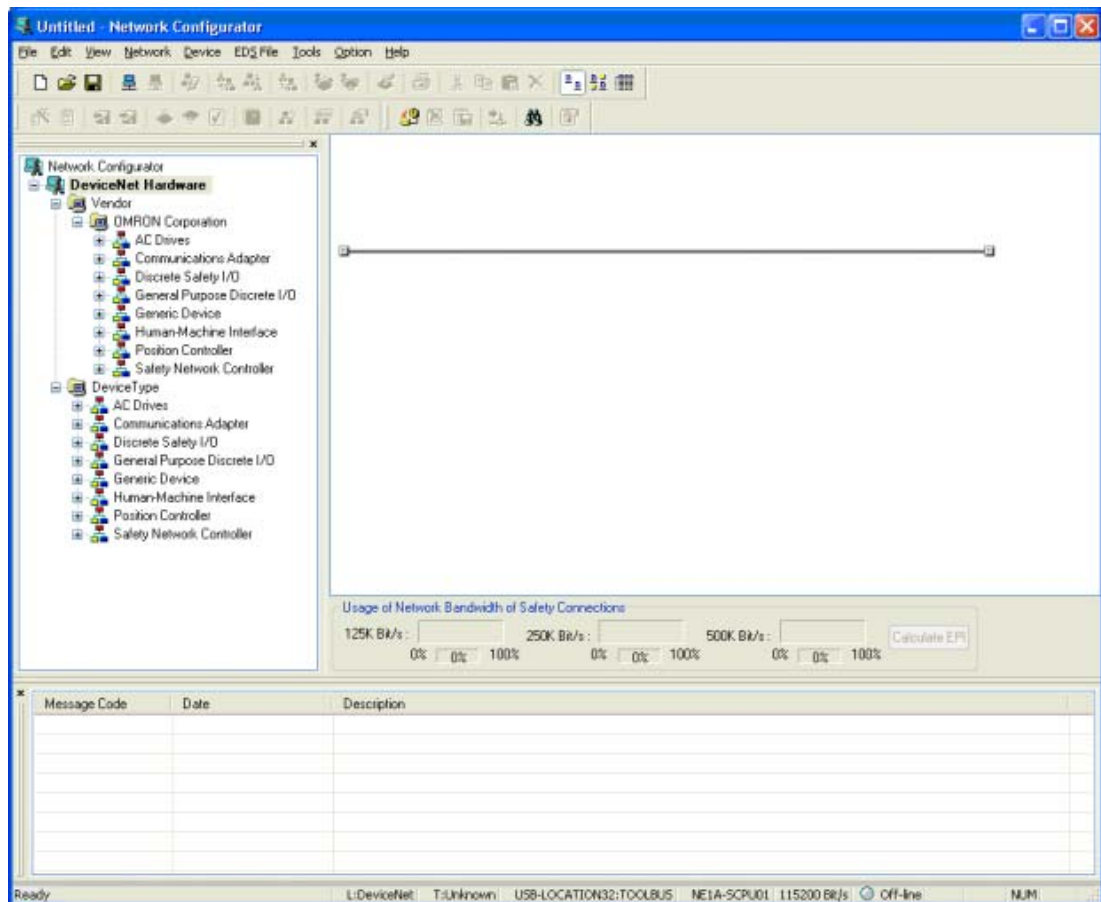 Untitled - Network Configurator
File Edit View Network Device EDS File Tools Option Help
Network Configurator
DeviceNet Hardware
Vendor
OMRON Corporation
AC Drives
Communications Adapter
Discrete Safety I/O
General Purpose Discrete I/O
Generic Device
Human-Machine Interface
Position Controller
Safety Network Controller
DeviceType
AC Drives
Communications Adapter
Discrete Safety I/O
General Purpose Discrete I/O
Generic Device
Human-Machine Interface
Position Controller
Safety Network Controller
Usage of Network Bandwidth of Safety Connections
125K Bit/s : 250K Bit/s : 500K Bit/s : Calculate EPI
0% 0% 100% 0% 0% 100% 0% 0% 100%
Message Code Date Description
Ready L:DeviceNet T:Unknown USB-LOCATION32:TOOLBUS NE1A-SCPU01 115200 Bit/s Off-line NUM